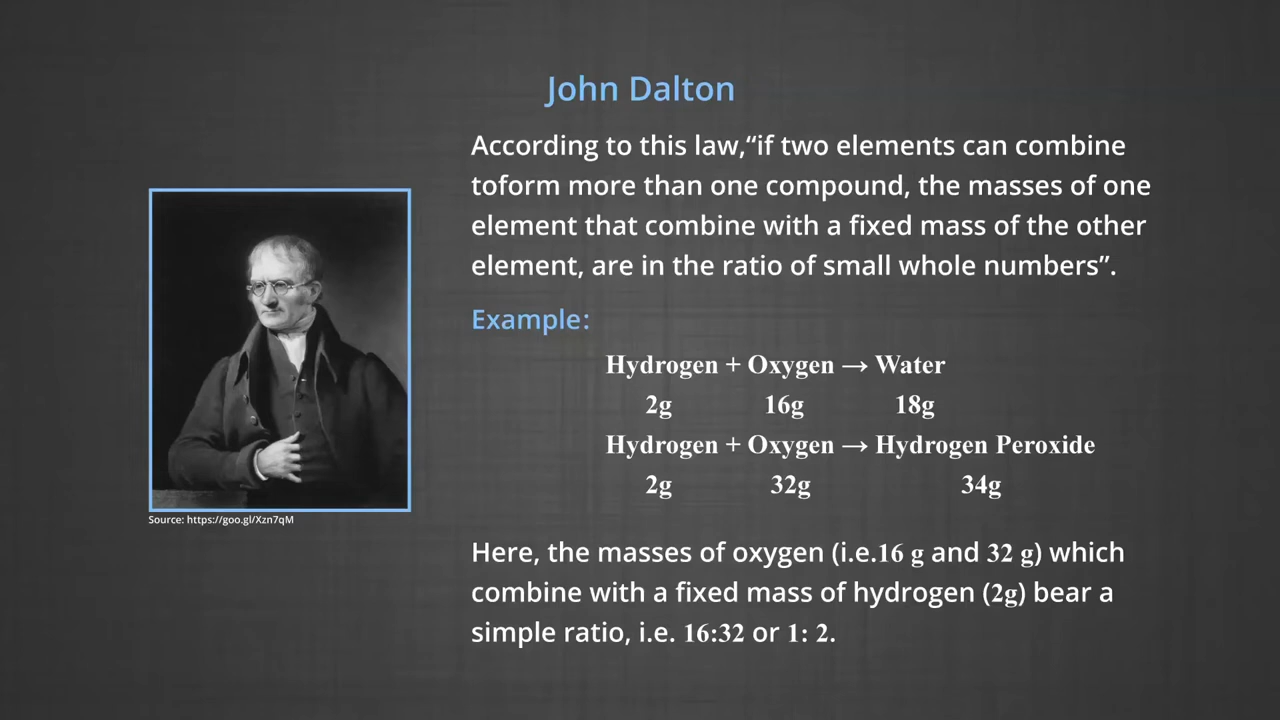 John Dalton
According to this law,“if two elements can combine
toform more than one compound, the masses of one
element that combine with a fixed mass of the other
element, are in the ratio of small whole numbers”.
Example:
Hydrogen + Oxygen → Water
2g 16g 18g
Hydrogen + Oxygen → Hydrogen Peroxide
2g 32g 34g
Here, the masses of oxygen (i.e.16 g and 32 g) which
combine with a fixed mass of hydrogen (2g) bear a
simple ratio, i.e. 16:32 or 1: 2.
Source: https://goo.gl/Xzn7qM